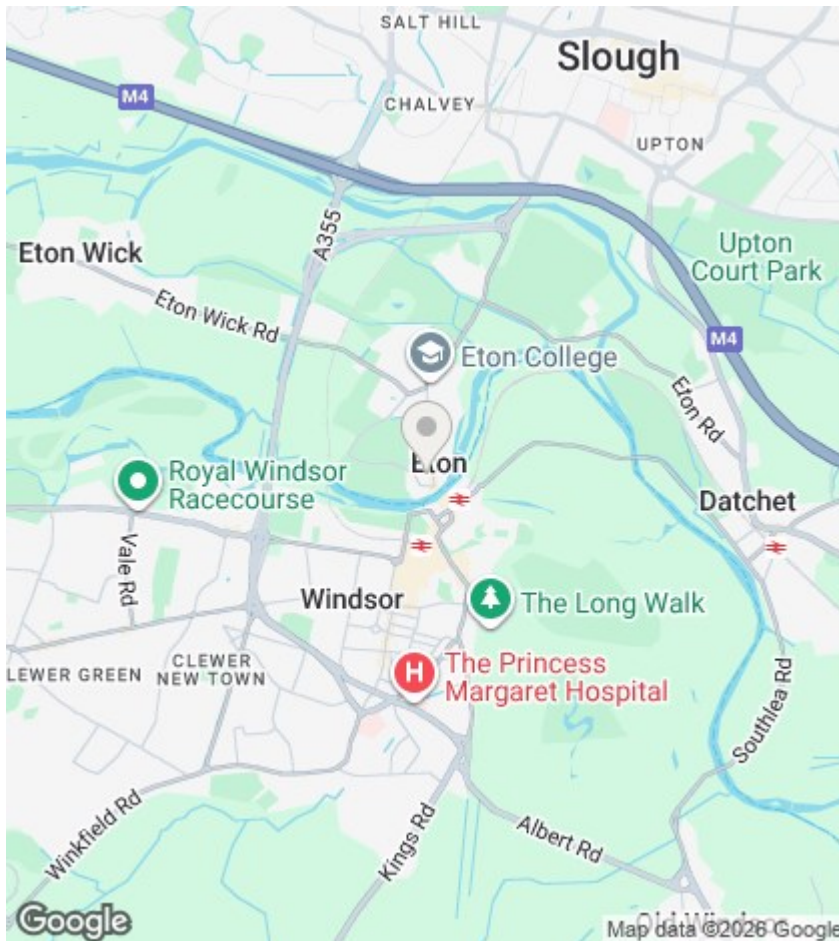 SALT HILL
Slough
M4
CHALVEY
UPTON
A355
Eton Wick
Upton
Court Park
Eton Wick Rd
Eton College
M4
Eton Rd
Eton
Royal Windsor
Racecourse
Datchet
Vale Rd
Windsor
The Long Walk
LEWER GREEN
CLEWER
NEW TOWN
H
The Princess
Margaret Hospital
Southlea Rd
Winkfield Rd
Kings Rd
Albert Rd
Old Windsor
Google
Map data ©2026 Google